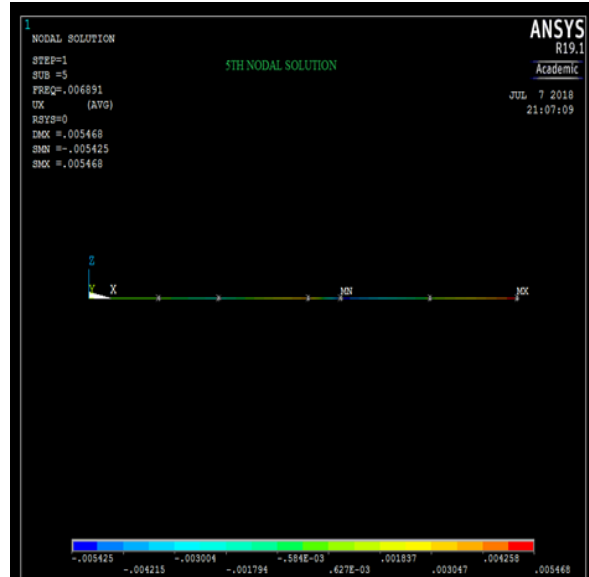 1
NODAL SOLUTION
STEP=1
SUB =5
FREQ=.006891
UX (AVG)
RSYS=0
DMX =.005468
SMN =-.005425
SMX =.005468
5TH NODAL SOLUTION
ANSYS
R19.1
Academic
JUL 7 2018
21:07:09
Z
Y X
MN
MX
-.005425 -.003004 -.584E-03 .001837 .004258
-.004215 -.001794 .627E-03 .003047 .005468